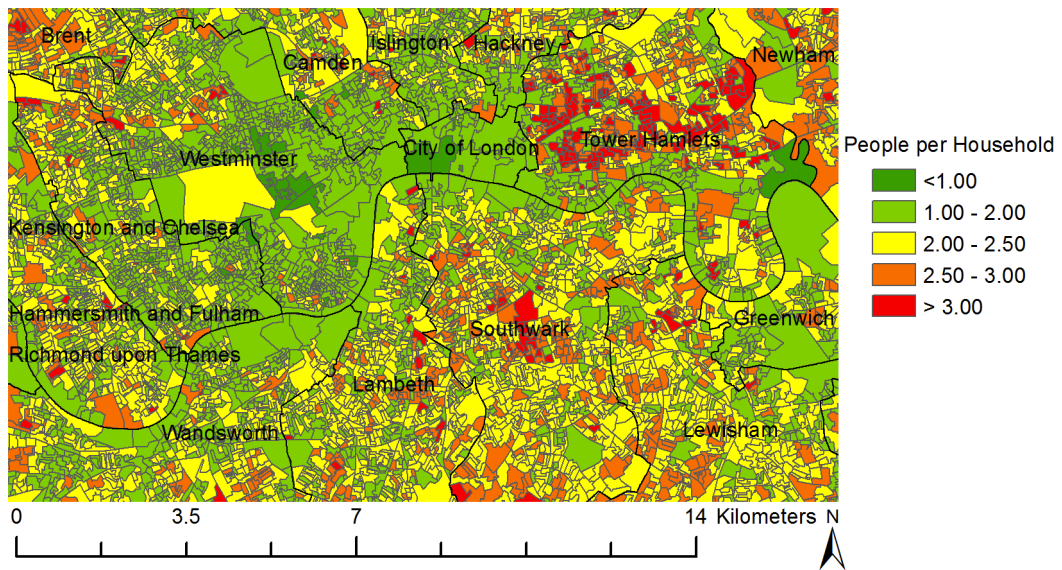 Brent
Islington
Hackney
Camden
Newham
Tower Hamlets
City of London
Westminster
Kensington and Chelsea
Hammersmith and Fulham
Southwark
Greenwich
Richmond upon Thames
Lambeth
Wandsworth
Lewisham
People per Household
<1.00
1.00 - 2.00
2.00 - 2.50
2.50 - 3.00
> 3.00
0 3.5 7 14 Kilometers N